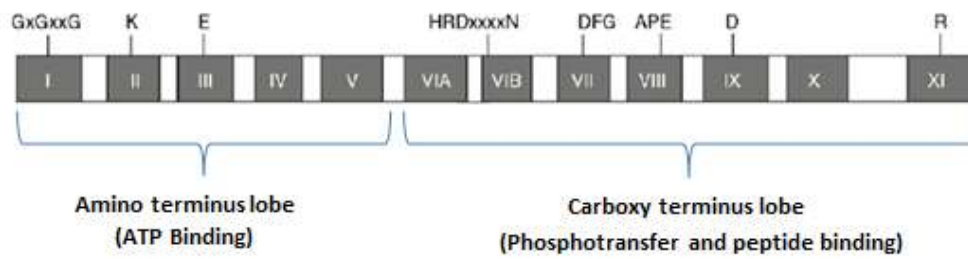 GxGxxG K E HRDxxxxN DFG APE D R
I II III IV V VIA VIB VII VIII IX X XI
Amino terminus lobe
(ATP Binding)
Carboxy terminus lobe
(Phosphotransfer and peptide binding)